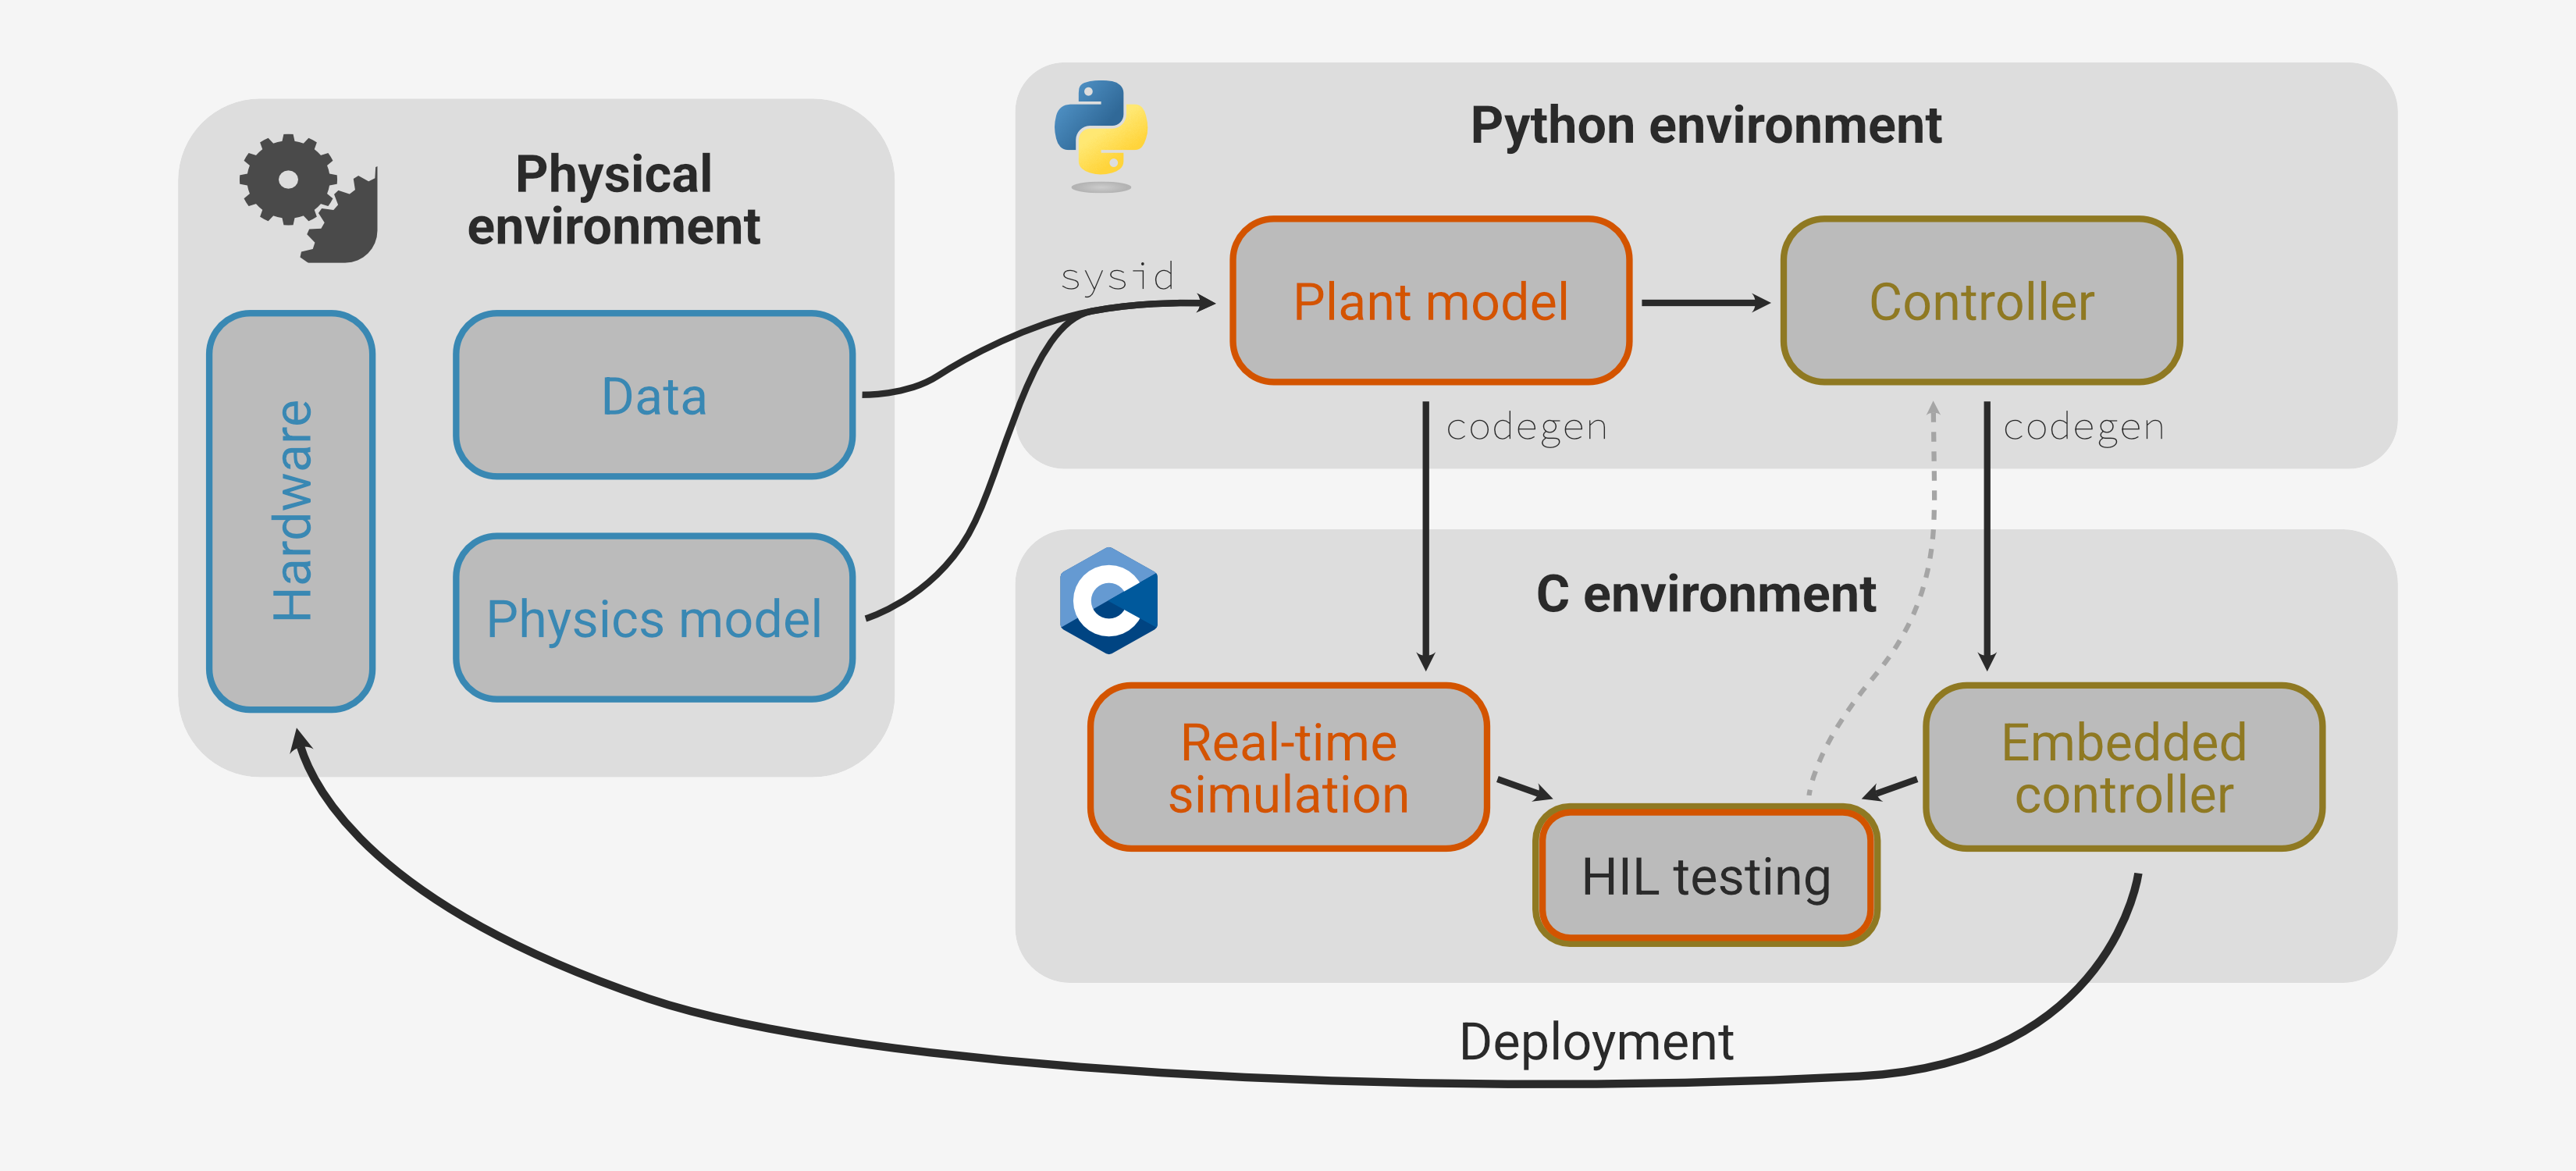 Physical
environment
Hardware
Data
Physics model
sysid
Python environment
Plant model
Controller
codegen
codegen
C environment
Real-time
simulation
HIL testing
Embedded
controller
Deployment